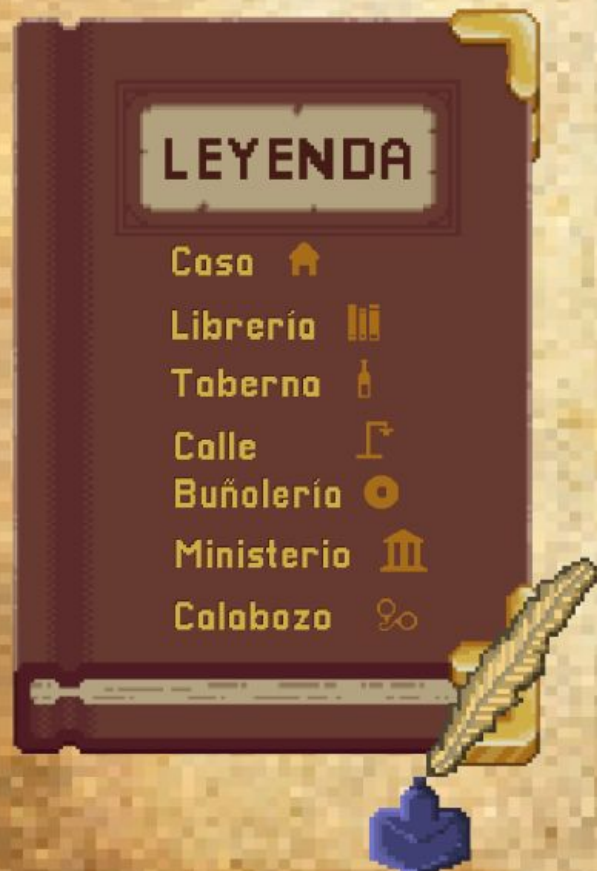 LEYENDA
Casa
Librería
Taberna
Calle
Buñolería
Ministerio
Calabozo